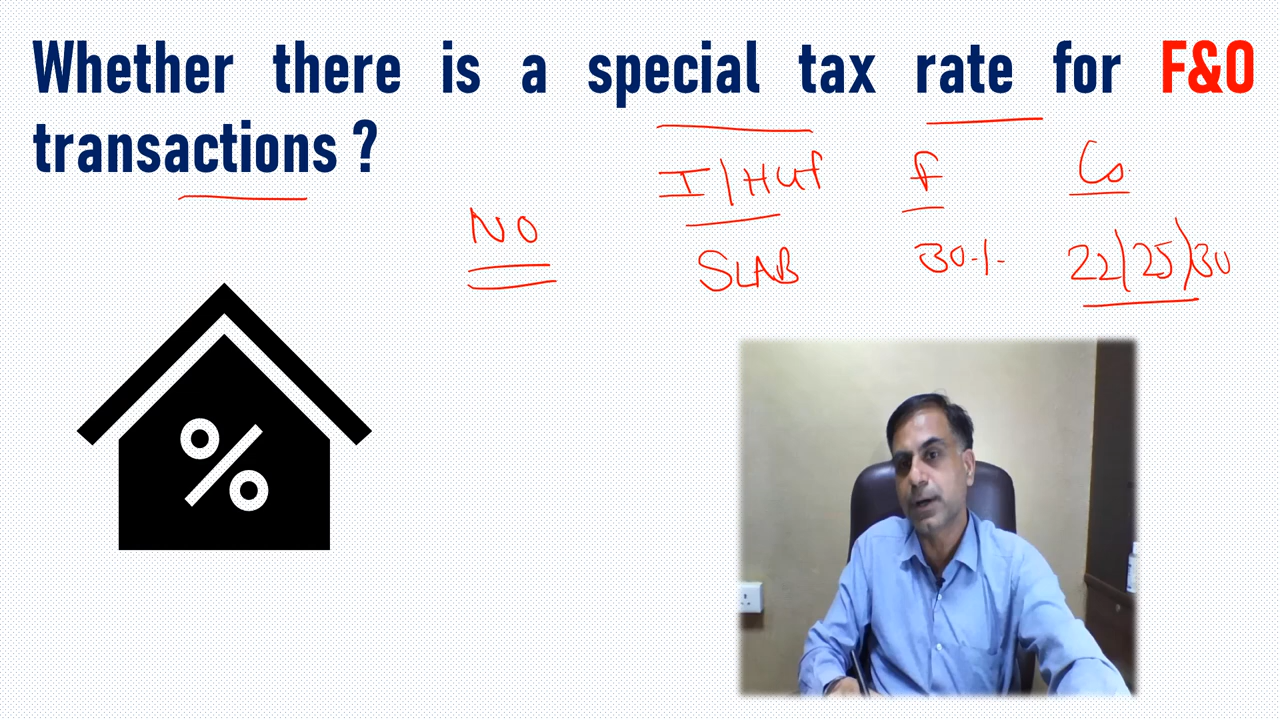 Whether there is a special tax rate for F&O
transactions ?
I/HUf f Co.
NO
SLAB 30% 22/25/30
%